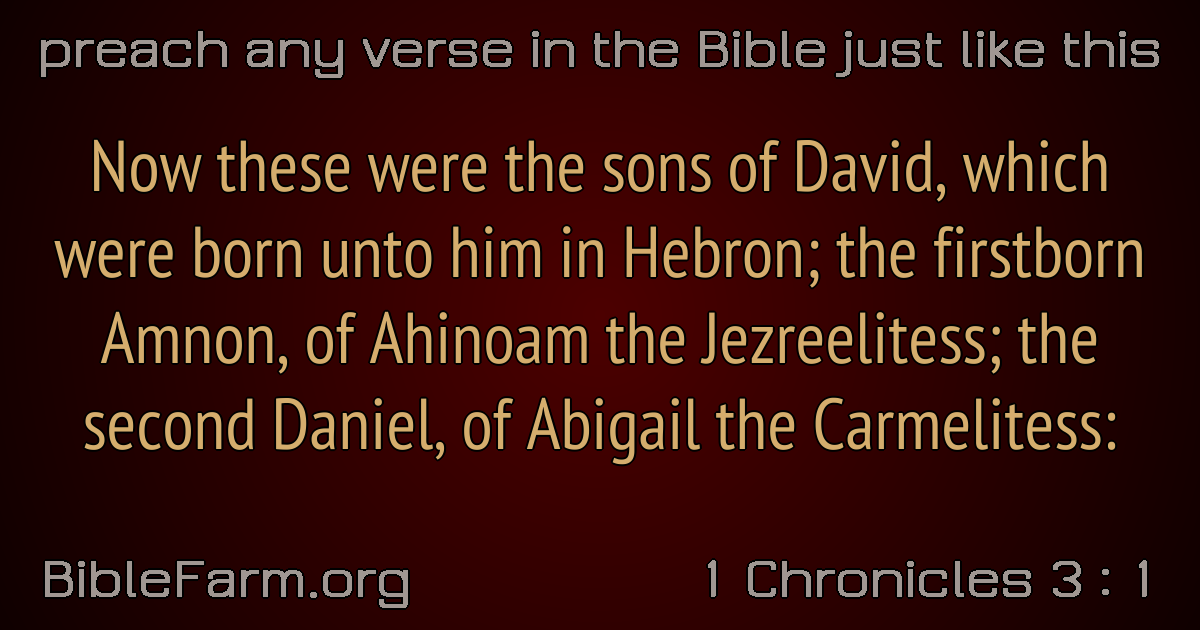 preach any verse in the Bible just like this
Now these were the sons of David, which
were born unto him in Hebron; the firstborn
Amnon, of Ahinoam the Jezreelitess; the
second Daniel, of Abigail the Carmelitess:
BibleFarm.org
1 Chronicles 3 : 1